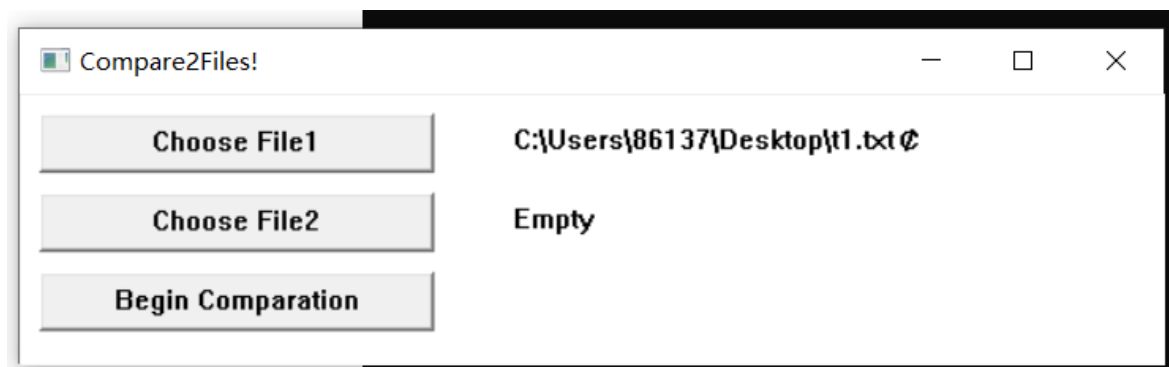 Compare2Files!
Choose File1 C:\Users\86137\Desktop\t1.txt₡
Choose File2 Empty
Begin Comparation